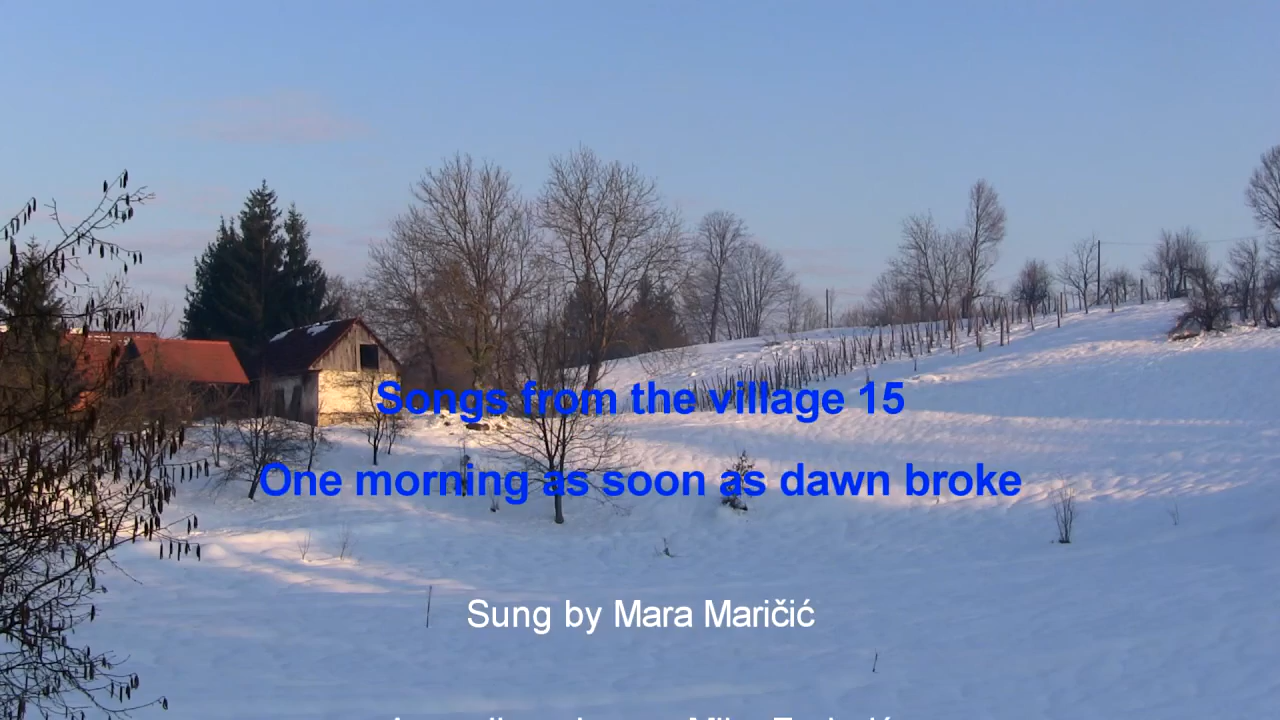 Songs from the village 15
One morning as soon as dawn broke
Sung by Mara Maričić